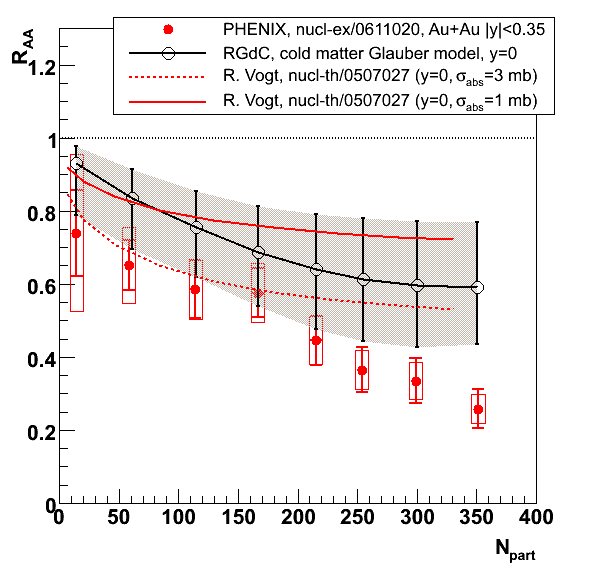 PHENIX, nucl-ex/0611020, Au+Au |y|<0.35
RGdC, cold matter Glauber model, y=0
R. Vogt, nucl-th/0507027 (y=0, σabs=3 mb)
R. Vogt, nucl-th/0507027 (y=0, σabs=1 mb)
RAA
1.2
1
0.8
0.6
0.4
0.2
0
0 50 100 150 200 250 300 350 400
Npart